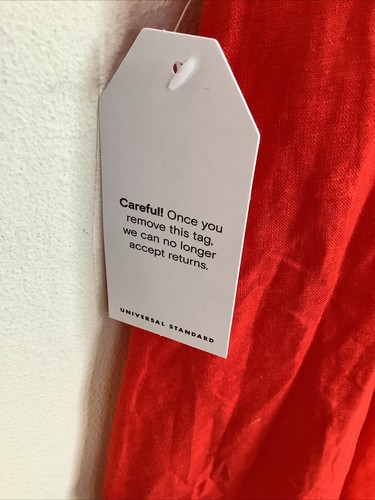 Careful! Once you
remove this tag,
we can no longer
accept returns.
UNIVERSAL STANDARD